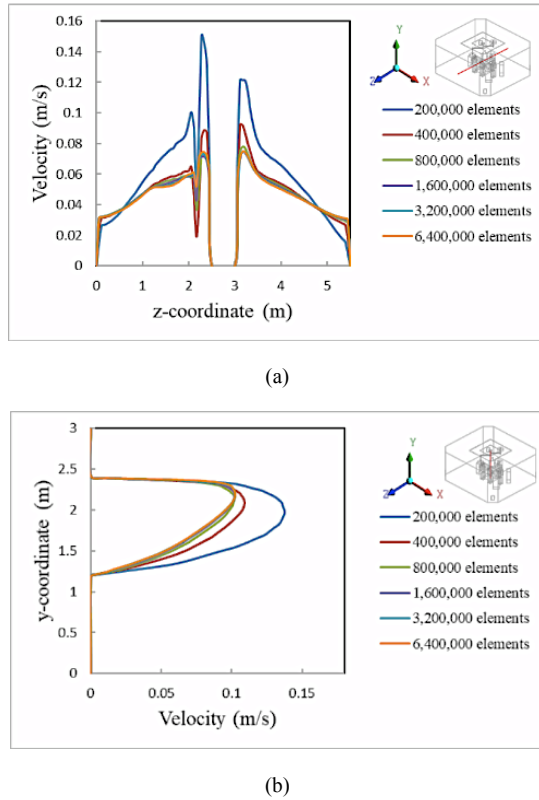 0.16
0.14
0.12
0.1
0.08
0.06
0.04
0.02
0
Velocity (m/s)
0 1 2 3 4 5
z-coordinate (m)
Y
Z X
200,000 elements
400,000 elements
800,000 elements
1,600,000 elements
3,200,000 elements
6,400,000 elements
(a)
3
2.5
2
1.5
1
0.5
0
y-coordinate (m)
0 0.05 0.1 0.15
Velocity (m/s)
Y
Z X
200,000 elements
400,000 elements
800,000 elements
1,600,000 elements
3,200,000 elements
6,400,000 elements
(b)